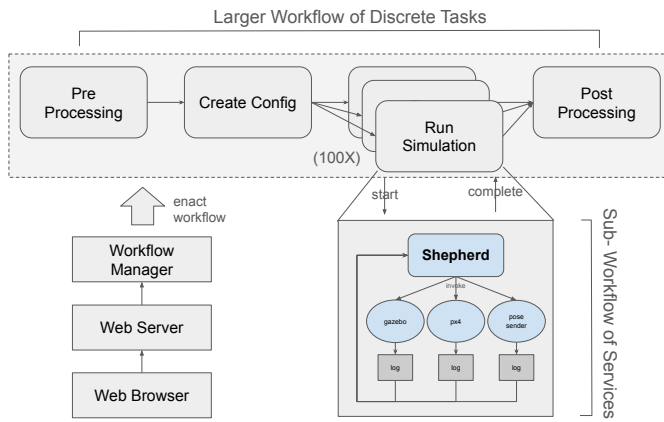 Larger Workflow of Discrete Tasks
Pre
Processing
Create Config
Run
Simulation
Post
Processing
(100X)
enact
workflow
start
complete
Workflow
Manager
Web Server
Web Browser
Shepherd
invoke
gazebo
px4
pose
sender
log
log
log
Sub- Workflow of Services